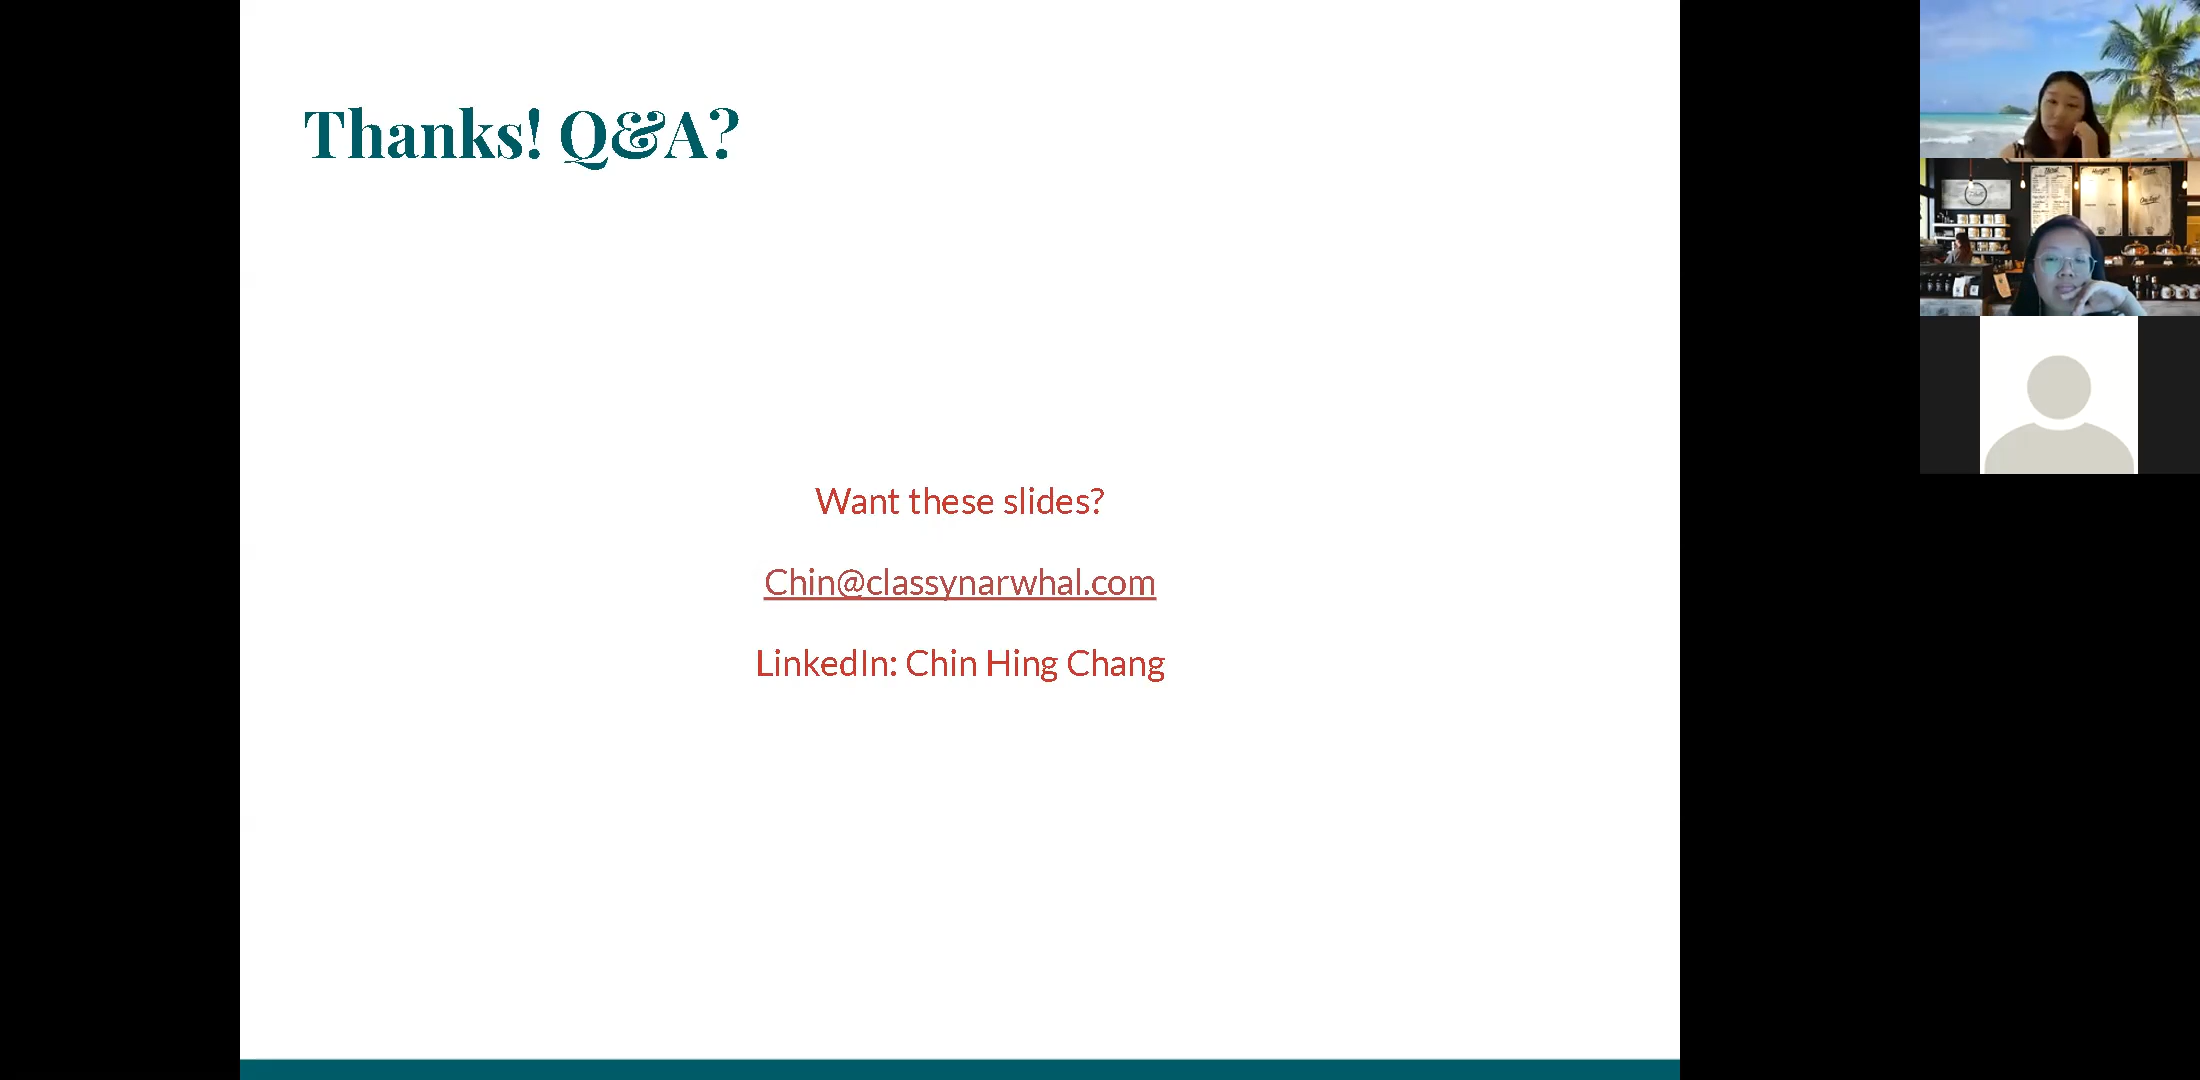 Thanks! Q&A?
Want these slides?
Chin@classynarwhal.com
LinkedIn: Chin Hing Chang